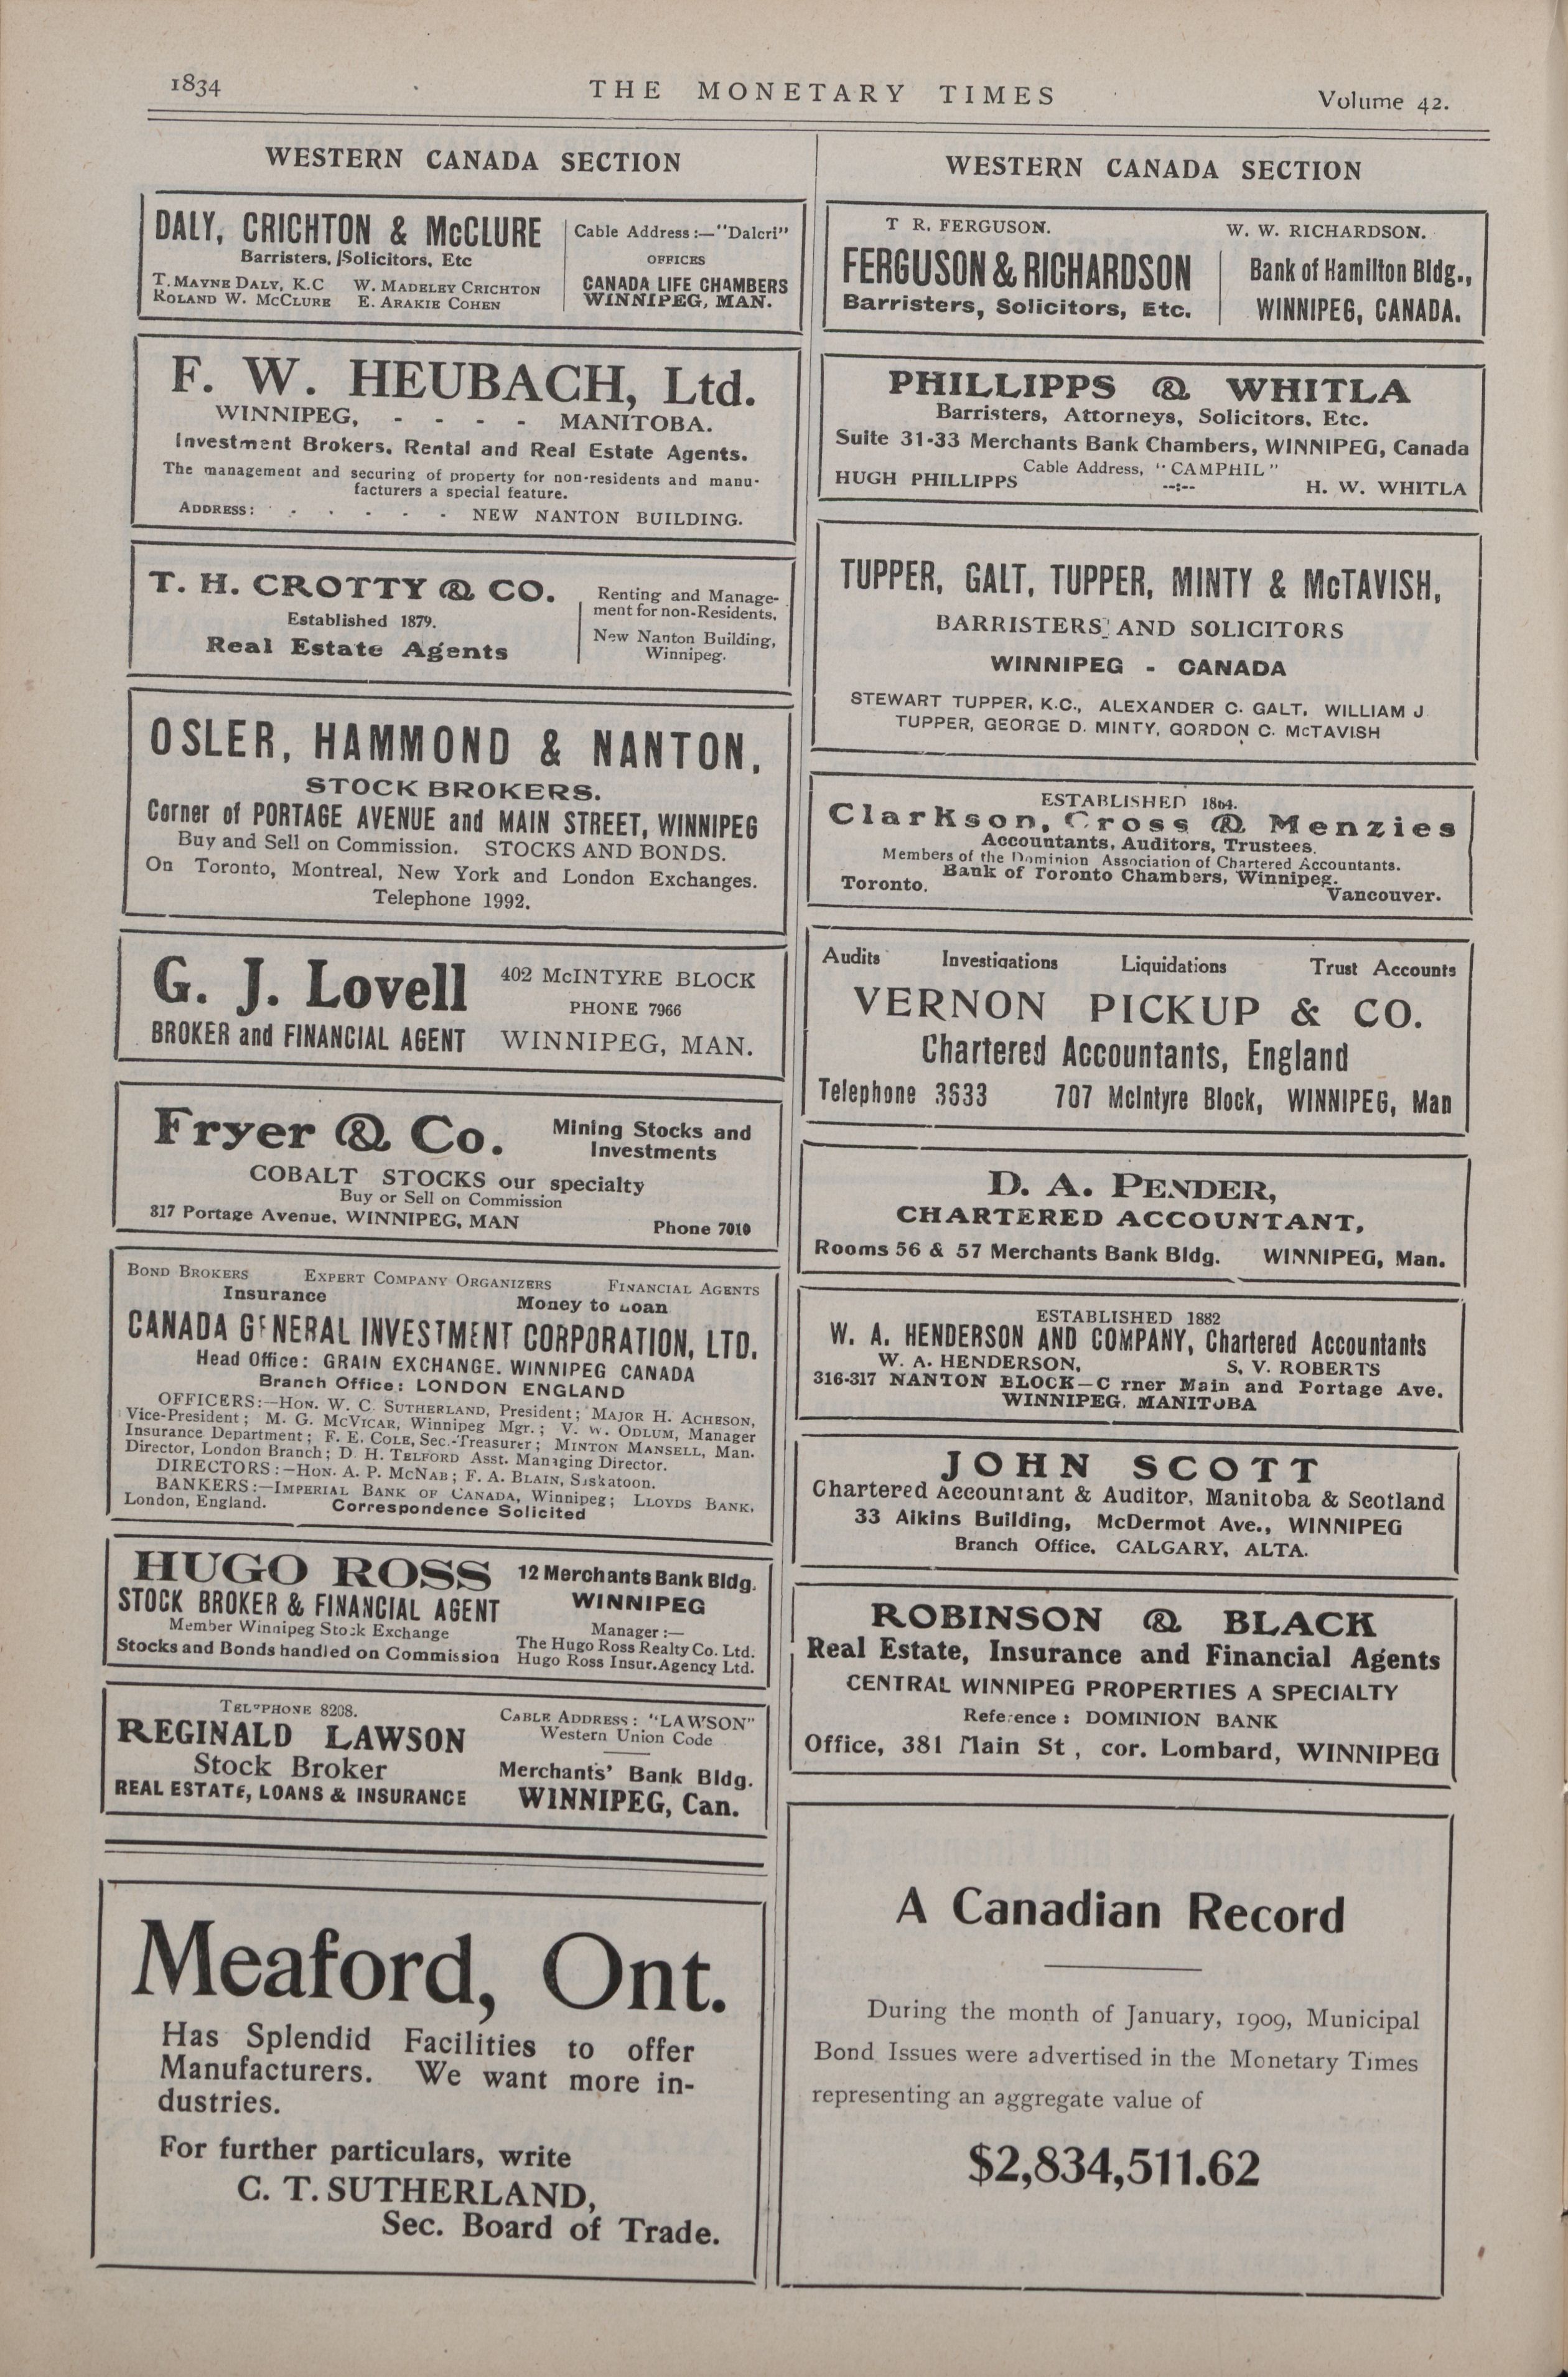 1834
THE MONETARY TIMES
Volume 42.
WESTERN CANADA SECTION
DALY, CRICHTON & McCLURE
Barristers, Solicitors, Etc
T. MAYNE DALY, K.C W. MADELEY CRICHTON
ROLAND W. McCLURE E. ARAKIE COHEN
Cable Address:—"Dalcri"
OFFICES
CANADA LIFE CHAMBERS
WINNIPEG, MAN.
F. W. HEUBACH, Ltd.
WINNIPEG, - - - - MANITOBA.
Investment Brokers, Rental and Real Estate Agents.
The management and securing of property for non-residents and manu-
facturers a special feature.
ADDRESS: . . . - - - NEW NANTON BUILDING.
T. H. CROTTY & CO.
Established 1879.
Real Estate Agents
Renting and Manage-
ment for non-Residents,
New Nanton Building,
Winnipeg.
OSLER, HAMMOND & NANTON,
STOCK BROKERS.
Corner of PORTAGE AVENUE and MAIN STREET, WINNIPEG
Buy and Sell on Commission. STOCKS AND BONDS.
On Toronto, Montreal, New York and London Exchanges.
Telephone 1992.
G. J. Lovell
BROKER and FINANCIAL AGENT
402 McINTYRE BLOCK
PHONE 7966
WINNIPEG, MAN.
Fryer & Co.
Mining Stocks and
Investments
COBALT STOCKS our specialty
Buy or Sell on Commission
317 Portage Avenue, WINNIPEG, MAN Phone 7010
BOND BROKERS EXPERT COMPANY ORGANIZERS FINANCIAL AGENTS
Insurance Money to Loan
CANADA GENERAL INVESTMENT CORPORATION, LTD.
Head Office: GRAIN EXCHANGE. WINNIPEG CANADA
Branch Office: LONDON ENGLAND
OFFICERS:—HON. W. C. SUTHERLAND, President; MAJOR H. ACHESON,
Vice-President; M. G. McVICAR, Winnipeg Mgr.; V. W. ODLUM, Manager
Insurance Department; F. E. COLE, Sec.-Treasurer; MINTON MANSELL, Man.
Director, London Branch; D. H. TELFORD Asst. Managing Director.
DIRECTORS:—HON. A. P. McNAB; F. A. BLAIN, Saskatoon.
BANKERS:—IMPERIAL BANK OF CANADA, Winnipeg; LLOYDS BANK,
London, England. Correspondence Solicited
HUGO ROSS
STOCK BROKER & FINANCIAL AGENT
Member Winnipeg Stock Exchange
Stocks and Bonds handled on Commission
12 Merchants Bank Bldg.
WINNIPEG
Manager:—
The Hugo Ross Realty Co. Ltd.
Hugo Ross Insur. Agency Ltd.
TELEPHONE 8208.
REGINALD LAWSON
Stock Broker
REAL ESTATE, LOANS & INSURANCE
CABLE ADDRESS: "LAWSON"
Western Union Code
Merchants' Bank Bldg.
WINNIPEG, Can.
Meaford, Ont.
Has Splendid Facilities to offer
Manufacturers. We want more in-
dustries.
For further particulars, write
C. T. SUTHERLAND,
Sec. Board of Trade.
WESTERN CANADA SECTION
T R. FERGUSON. W. W. RICHARDSON.
FERGUSON & RICHARDSON
Barristers, Solicitors, Etc.
Bank of Hamilton Bldg.,
WINNIPEG, CANADA.
PHILLIPPS & WHITLA
Barristers, Attorneys, Solicitors, Etc.
Suite 31-33 Merchants Bank Chambers, WINNIPEG, Canada
Cable Address, "CAMPHIL"
HUGH PHILLIPPS --:-- H. W. WHITLA
TUPPER, GALT, TUPPER, MINTY & McTAVISH,
BARRISTERS AND SOLICITORS
WINNIPEG - CANADA
STEWART TUPPER, K.C., ALEXANDER C. GALT, WILLIAM J
TUPPER, GEORGE D. MINTY, GORDON C. McTAVISH
ESTABLISHED 1864.
Clarkson, Cross & Menzies
Accountants, Auditors, Trustees.
Members of the Dominion Association of Chartered Accountants.
Bank of Toronto Chambers, Winnipeg.
Toronto. Vancouver.
Audits Investigations Liquidations Trust Accounts
VERNON PICKUP & CO.
Chartered Accountants, England
Telephone 3633 707 McIntyre Block, WINNIPEG, Man
D. A. PENDER,
CHARTERED ACCOUNTANT,
Rooms 56 & 57 Merchants Bank Bldg. WINNIPEG, Man.
ESTABLISHED 1882
W. A. HENDERSON AND COMPANY, Chartered Accountants
W. A. HENDERSON, S. V. ROBERTS
316-317 NANTON BLOCK—C rner Main and Portage Ave.
WINNIPEG, MANITOBA
JOHN SCOTT
Chartered Accountant & Auditor, Manitoba & Scotland
33 Aikins Building, McDermot Ave., WINNIPEG
Branch Office, CALGARY, ALTA.
ROBINSON & BLACK
Real Estate, Insurance and Financial Agents
CENTRAL WINNIPEG PROPERTIES A SPECIALTY
Reference: DOMINION BANK
Office, 381 Main St, cor. Lombard, WINNIPEG
A Canadian Record
During the month of January, 1909, Municipal
Bond Issues were advertised in the Monetary Times
representing an aggregate value of
$2,834,511.62